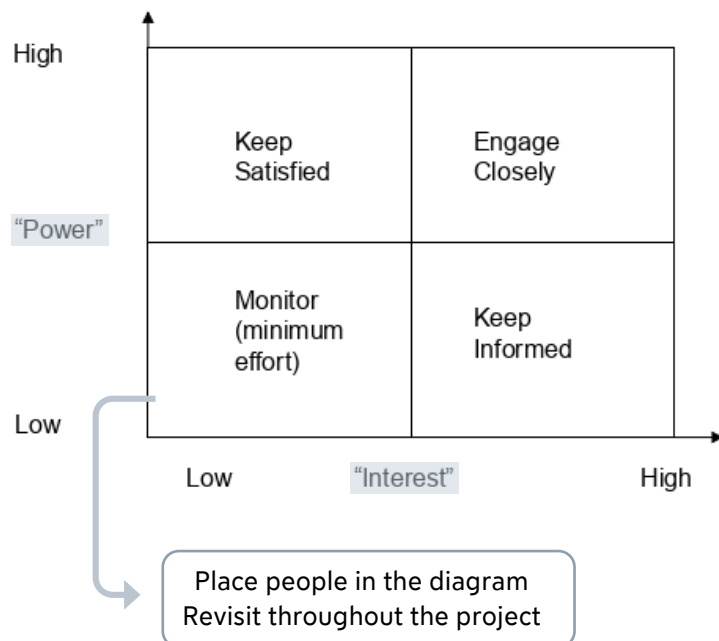 High
Keep
Satisfied
Engage
Closely
“Power”
Monitor
(minimum
effort)
Keep
Informed
Low
Low
“Interest”
High
Place people in the diagram
Revisit throughout the project